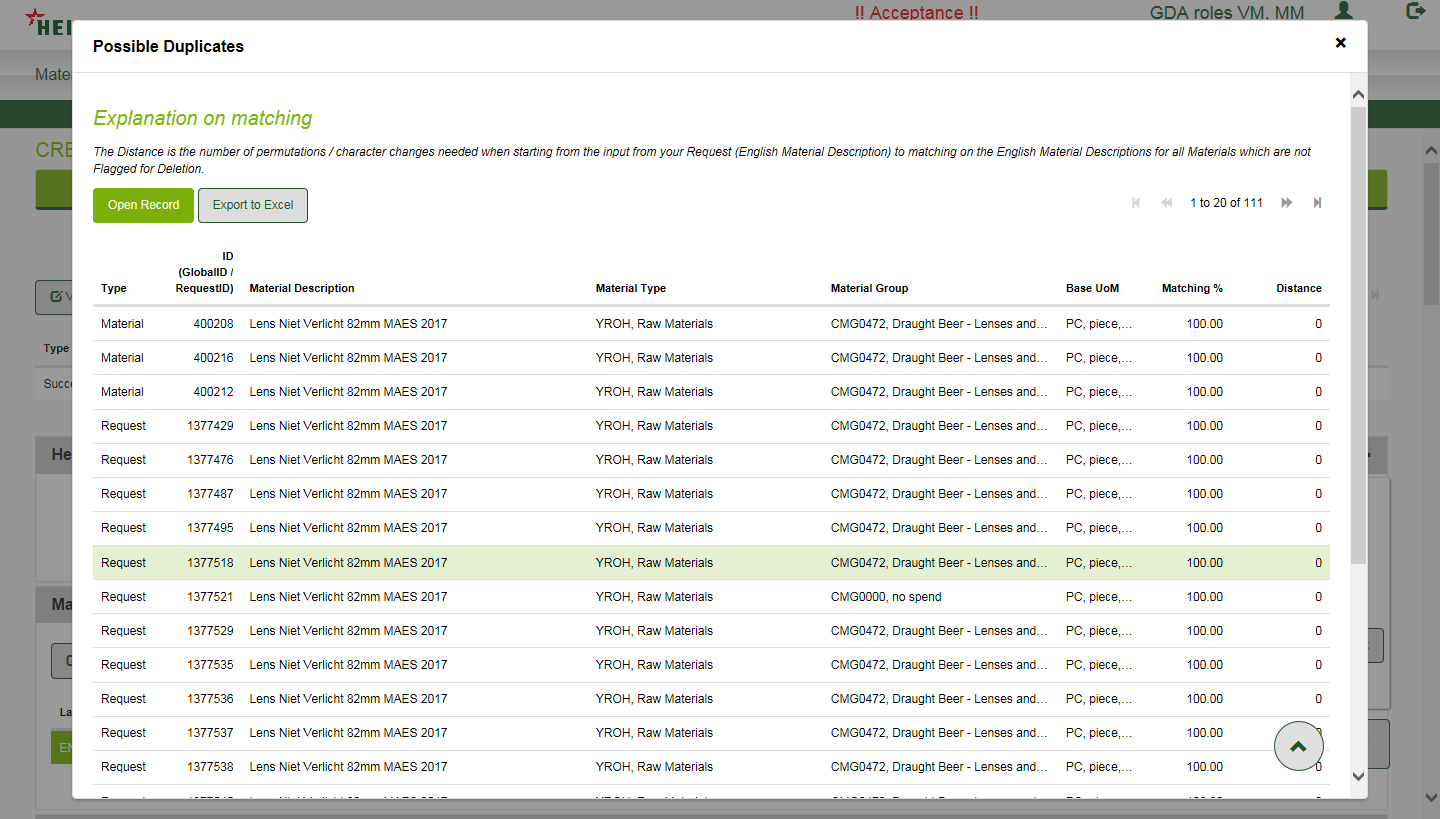 HEI
!! Acceptance !!
GDA roles VM, MM
Mate
Possible Duplicates
CRE
Explanation on matching
The Distance is the number of permutations / character changes needed when starting from the input from your Request (English Material Description) to matching on the English Material Descriptions for all Materials which are not
Flagged for Deletion.
Open Record Export to Excel 1 to 20 of 111
V
Type
Succe
He
Ma
La
EN
ID
(GlobalID /
Type RequestID) Material Description Material Type Material Group Base UoM Matching % Distance
Material 400208 Lens Niet Verlicht 82mm MAES 2017 YROH, Raw Materials CMG0472, Draught Beer - Lenses and... PC, piece,... 100.00 0
Material 400216 Lens Niet Verlicht 82mm MAES 2017 YROH, Raw Materials CMG0472, Draught Beer - Lenses and... PC, piece,... 100.00 0
Material 400212 Lens Niet Verlicht 82mm MAES 2017 YROH, Raw Materials CMG0472, Draught Beer - Lenses and... PC, piece,... 100.00 0
Request 1377429 Lens Niet Verlicht 82mm MAES 2017 YROH, Raw Materials CMG0472, Draught Beer - Lenses and... PC, piece,... 100.00 0
Request 1377476 Lens Niet Verlicht 82mm MAES 2017 YROH, Raw Materials CMG0472, Draught Beer - Lenses and... PC, piece,... 100.00 0
Request 1377487 Lens Niet Verlicht 82mm MAES 2017 YROH, Raw Materials CMG0472, Draught Beer - Lenses and... PC, piece,... 100.00 0
Request 1377495 Lens Niet Verlicht 82mm MAES 2017 YROH, Raw Materials CMG0472, Draught Beer - Lenses and... PC, piece,... 100.00 0
Request 1377518 Lens Niet Verlicht 82mm MAES 2017 YROH, Raw Materials CMG0472, Draught Beer - Lenses and... PC, piece,... 100.00 0
Request 1377521 Lens Niet Verlicht 82mm MAES 2017 YROH, Raw Materials CMG0000, no spend PC, piece,... 100.00 0
Request 1377529 Lens Niet Verlicht 82mm MAES 2017 YROH, Raw Materials CMG0472, Draught Beer - Lenses and... PC, piece,... 100.00 0
Request 1377535 Lens Niet Verlicht 82mm MAES 2017 YROH, Raw Materials CMG0472, Draught Beer - Lenses and... PC, piece,... 100.00 0
Request 1377536 Lens Niet Verlicht 82mm MAES 2017 YROH, Raw Materials CMG0472, Draught Beer - Lenses and... PC, piece,... 100.00 0
Request 1377537 Lens Niet Verlicht 82mm MAES 2017 YROH, Raw Materials CMG0472, Draught Beer - Lenses and... PC, piece,... 100.00
Request 1377538 Lens Niet Verlicht 82mm MAES 2017 YROH, Raw Materials CMG0472, Draught Beer - Lenses and... PC, piece,... 100.00 0